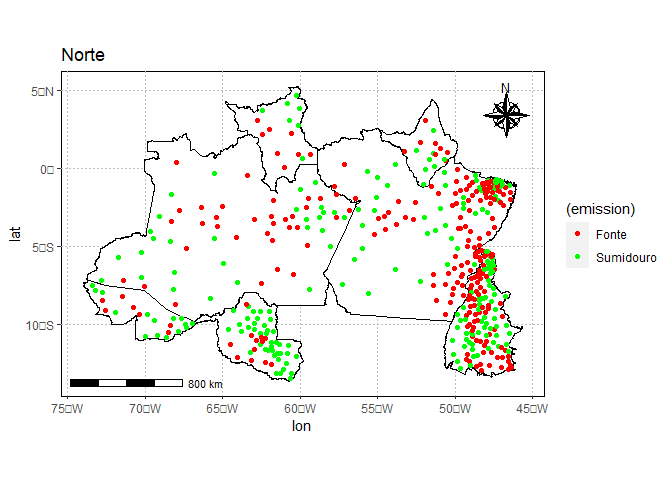 Norte
N
5□N
0□
5□S
10□S
lat
800 km
75□W
70□W
65□W
60□W
55□W
50□W
45□W
lon
(emission)
Fonte
Sumidouro